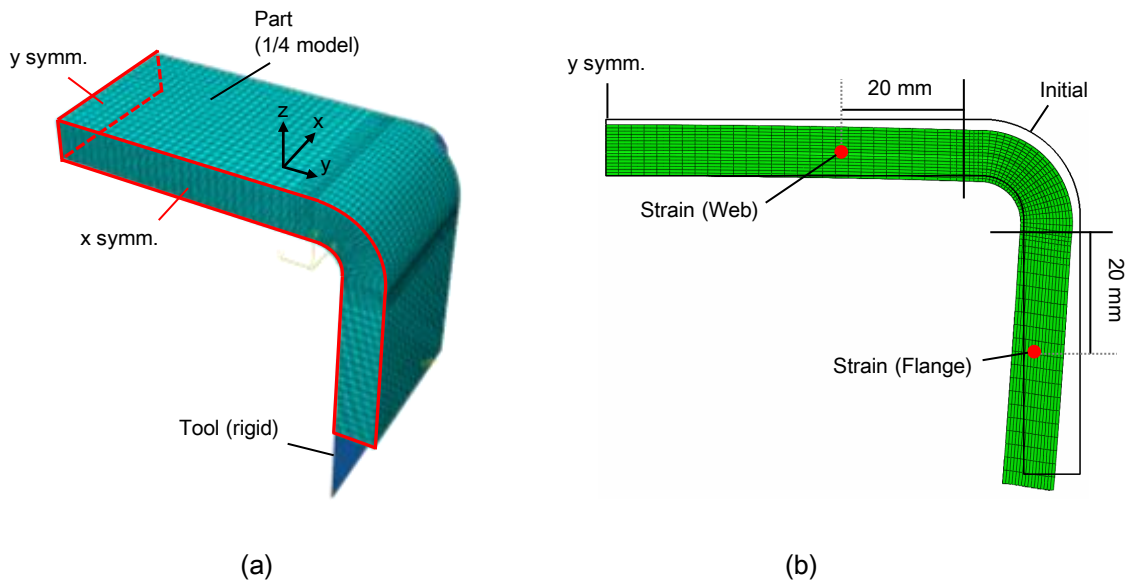 Part
(1/4 model)
y symm.
z
x
y
x symm.
Tool (rigid)
(a)
y symm.
20 mm
Initial
Strain (Web)
20 mm
Strain (Flange)
(b)